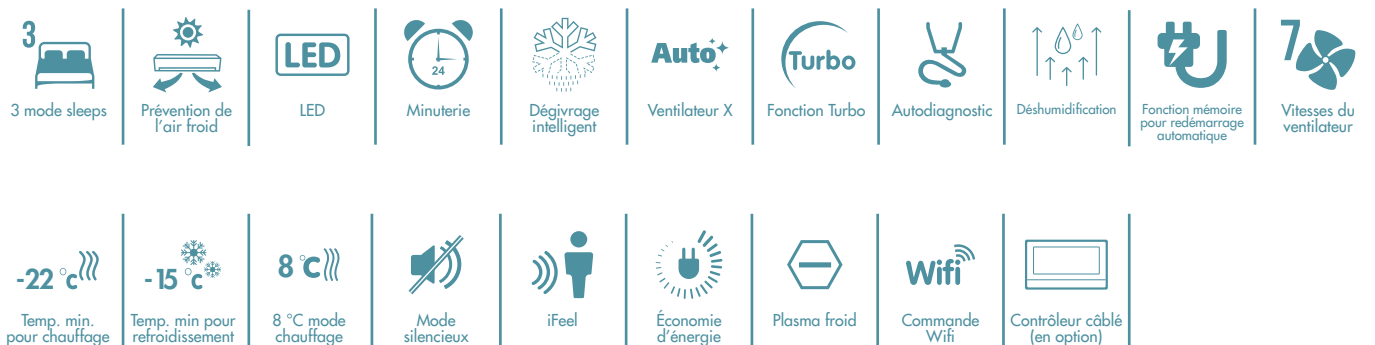 3
3 mode sleeps
Prévention de
l'air froid
LED
LED
24
Minuterie
Dégivrage
intelligent
Auto
Ventilateur X
Turbo
Fonction Turbo
Autodiagnostic
Déshumidification
Fonction mémoire
pour redémarrage
automatique
7
Vitesses du
ventilateur
-22 °c
Temp. min.
pour chauffage
-15 °c
Temp. min pour
refroidissement
8 °c
8 °C mode
chauffage
Mode
silencieux
iFeel
Économie
d'énergie
Plasma froid
Wifi
Commande
Wifi
Contrôleur câblé
(en option)